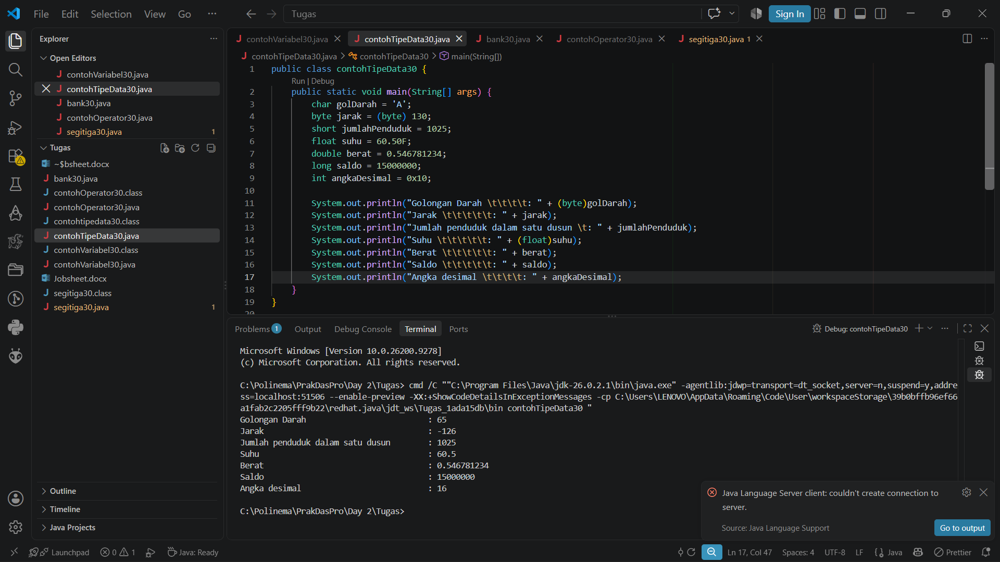 File Edit Selection View Go ··· Tugas Sign In
Explorer ···
Open Editors
contohVariabel30.java
contohTipeData30.java
bank30.java
contohOperator30.java
segitiga30.java 1
Tugas
~$bsheet.docx
bank30.java
contohOperator30.class
contohOperator30.java
contohtipedata30.class
contohTipeData30.java
contohVariabel30.class
contohVariabel30.java
Jobsheet.docx
segitiga30.class
segitiga30.java 1
Outline
Timeline
Java Projects
contohVariabel30.java contohTipeData30.java bank30.java contohOperator30.java segitiga30.java 1
contohTipeData30.java > contohTipeData30 > main(String[])
1 public class contohTipeData30 {
Run | Debug
2 public static void main(String[] args) {
3 char golDarah = 'A';
4 byte jarak = (byte) 130;
5 short jumlahPenduduk = 1025;
6 float suhu = 60.50F;
7 double berat = 0.546781234;
8 long saldo = 15000000;
9 int angkaDesimal = 0x10;
10
11 System.out.println("Golongan Darah \t\t\t\t: " + (byte)golDarah);
12 System.out.println("Jarak \t\t\t\t\t: " + jarak);
13 System.out.println("Jumlah penduduk dalam satu dusun \t: " + jumlahPenduduk);
14 System.out.println("Suhu \t\t\t\t\t: " + (float)suhu);
15 System.out.println("Berat \t\t\t\t\t: " + berat);
16 System.out.println("Saldo \t\t\t\t\t: " + saldo);
17 System.out.println("Angka desimal \t\t\t\t: " + angkaDesimal);
18 }
19 }
20
Problems 1 Output Debug Console Terminal Ports Debug: contohTipeData30
Microsoft Windows [Version 10.0.26200.9278]
(c) Microsoft Corporation. All rights reserved.
C:\Polinema\PrakDasPro\Day 2\Tugas> cmd /C ""C:\Program Files\Java\jdk-26.0.2.1\bin\java.exe" -agentlib:jdwp=transport=dt_socket,server=n,suspend=y,addre
ss=localhost:51506 --enable-preview -XX:+ShowCodeDetailsInExceptionMessages -cp C:\Users\LENOVO\AppData\Roaming\Code\User\workspaceStorage\39b0bffb96ef66
a1fab2c2205fff9b22\redhat.java\jdt_ws\Tugas_1ada15db\bin contohTipeData30 "
Golongan Darah : 65
Jarak : -126
Jumlah penduduk dalam satu dusun : 1025
Suhu : 60.5
Berat : 0.546781234
Saldo : 15000000
Angka desimal : 16
C:\Polinema\PrakDasPro\Day 2\Tugas>
Java Language Server client: couldn't create connection to
server.
Source: Java Language Support Go to output
Launchpad 0 1 Java: Ready Ln 17, Col 47 Spaces: 4 UTF-8 LF Java Prettier